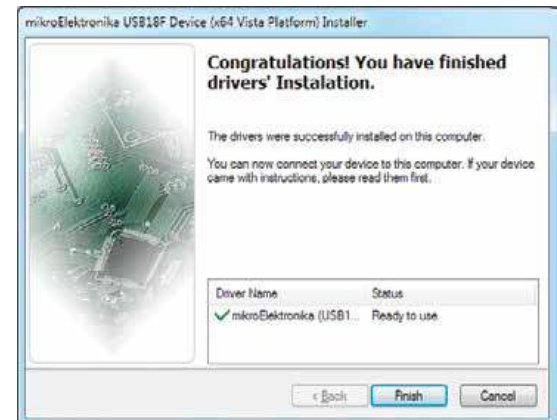 mikroElektronika USB18F Device (x64 Vista Platform) Installer
Congratulations! You have finished
drivers' Instalation.
The drivers were successfully installed on this computer.
You can now connect your device to this computer. If your device
came with instructions, please read them first.
Driver Name Status
mikroElektronika (USB1... Ready to use
< Back Finish Cancel